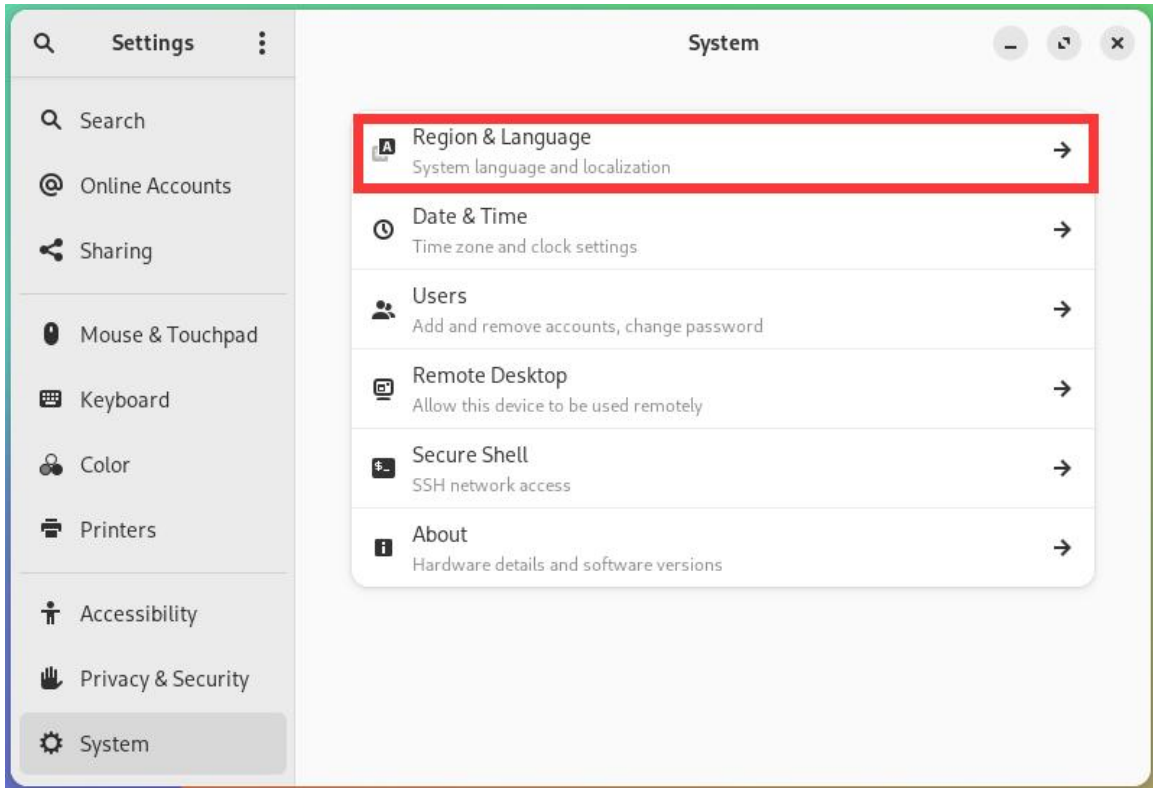 Settings
System
Search
Online Accounts
Sharing
Mouse & Touchpad
Keyboard
Color
Printers
Accessibility
Privacy & Security
System
Region & Language
System language and localization
Date & Time
Time zone and clock settings
Users
Add and remove accounts, change password
Remote Desktop
Allow this device to be used remotely
Secure Shell
SSH network access
About
Hardware details and software versions